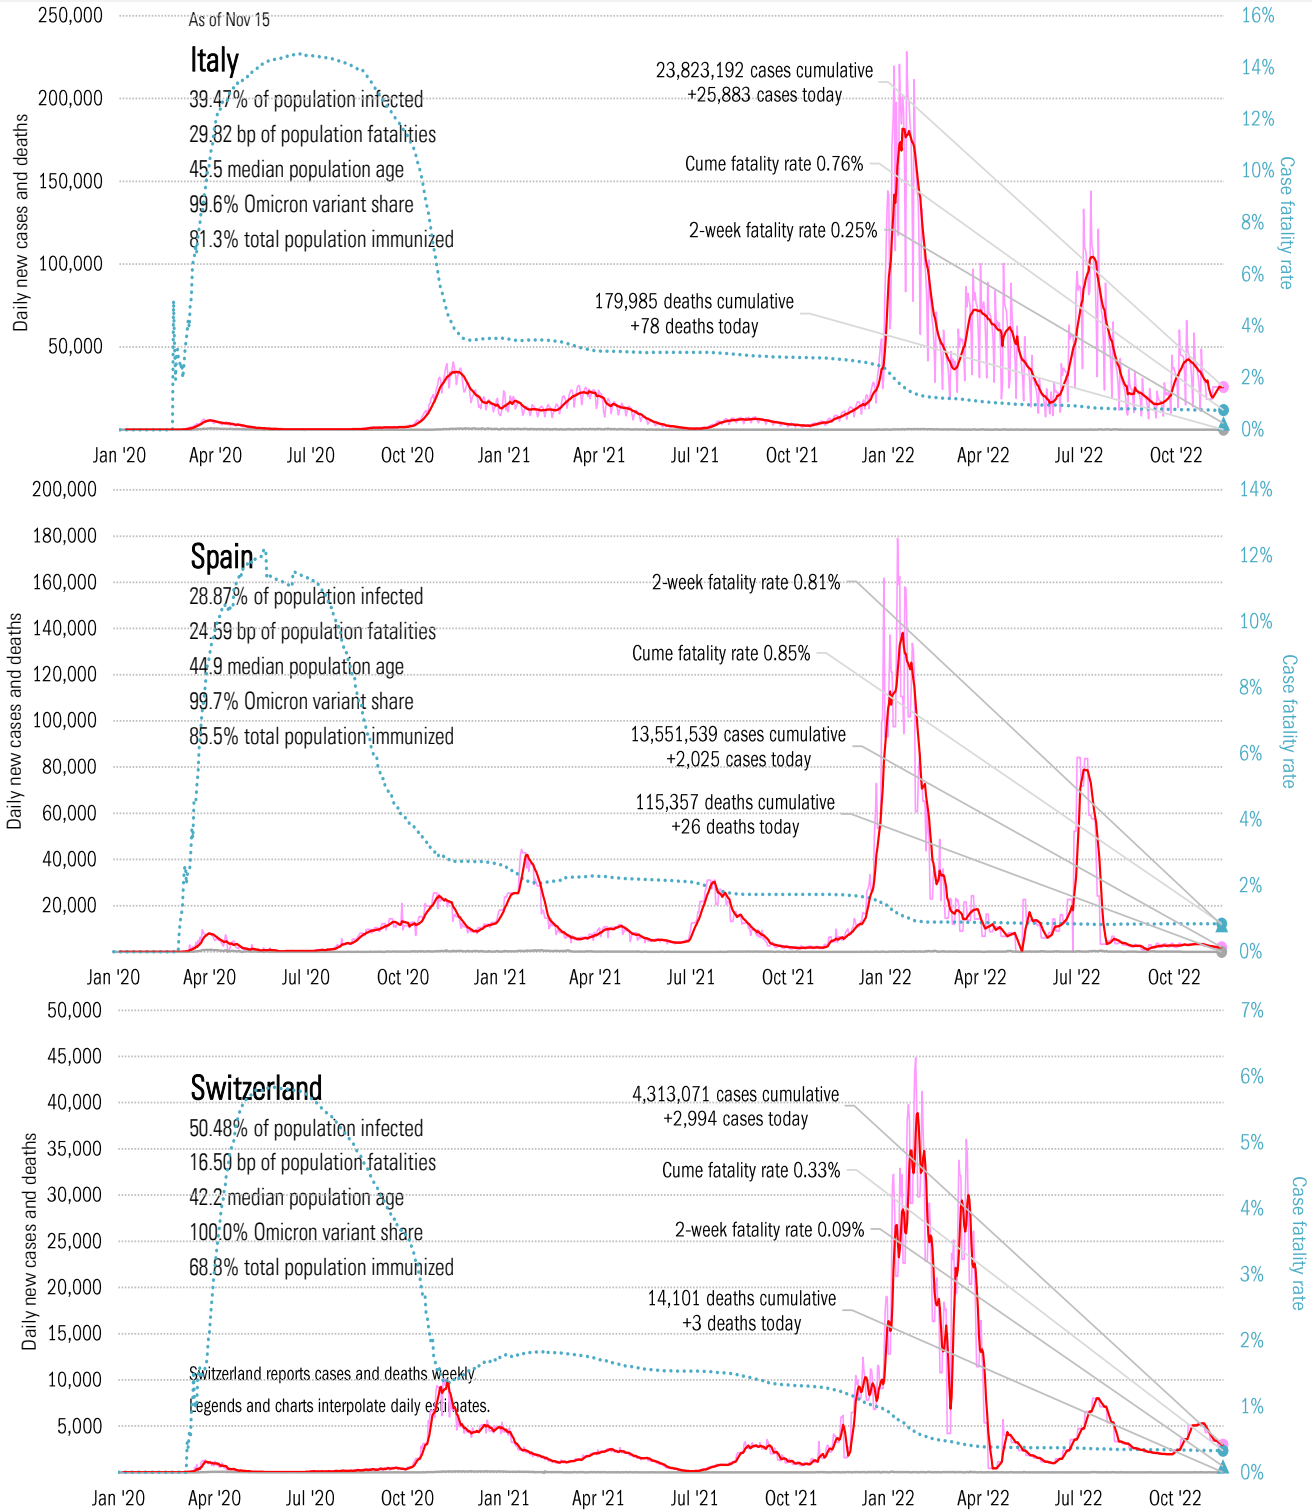 250,000
As of Nov 15
16%
Italy
14%
23,823,192 cases cumulative
+25,883 cases today
39.47% of population infected
200,000
12%
29.82 bp of population fatalities
Cume fatality rate 0.76%
45.5 median population age
10%
150,000
99.6% Omicron variant share
8%
2-week fatality rate 0.25%
81.3% total population immunized
100,000
6%
179,985 deaths cumulative
+78 deaths today
4%
50,000
2%
0%
Daily new cases and deaths
Case fatality rate
Jan '20 Apr '20 Jul '20 Oct '20 Jan '21 Apr '21 Jul '21 Oct '21 Jan '22 Apr '22 Jul '22 Oct '22
200,000
14%
180,000
Spain
12%
160,000
2-week fatality rate 0.81%
28.87% of population infected
140,000
10%
24.59 bp of population fatalities
Cume fatality rate 0.85%
44.9 median population age
120,000
8%
99.7% Omicron variant share
100,000
13,551,539 cases cumulative
+2,025 cases today
85.5% total population immunized
6%
80,000
115,357 deaths cumulative
+26 deaths today
60,000
4%
40,000
2%
20,000
0%
Daily new cases and deaths
Case fatality rate
Jan '20 Apr '20 Jul '20 Oct '20 Jan '21 Apr '21 Jul '21 Oct '21 Jan '22 Apr '22 Jul '22 Oct '22
50,000
7%
45,000
6%
Switzerland
40,000
4,313,071 cases cumulative
+2,994 cases today
50.48% of population infected
35,000
5%
16.50 bp of population fatalities
Cume fatality rate 0.33%
42.2 median population age
30,000
4%
100.0% Omicron variant share
2-week fatality rate 0.09%
25,000
68.8% total population immunized
3%
20,000
14,101 deaths cumulative
+3 deaths today
15,000
2%
Switzerland reports cases and deaths weekly
10,000
Legends and charts interpolate daily estimates.
1%
5,000
0%
Daily new cases and deaths
Case fatality rate
Jan '20 Apr '20 Jul '20 Oct '20 Jan '21 Apr '21 Jul '21 Oct '21 Jan '22 Apr '22 Jul '22 Oct '22